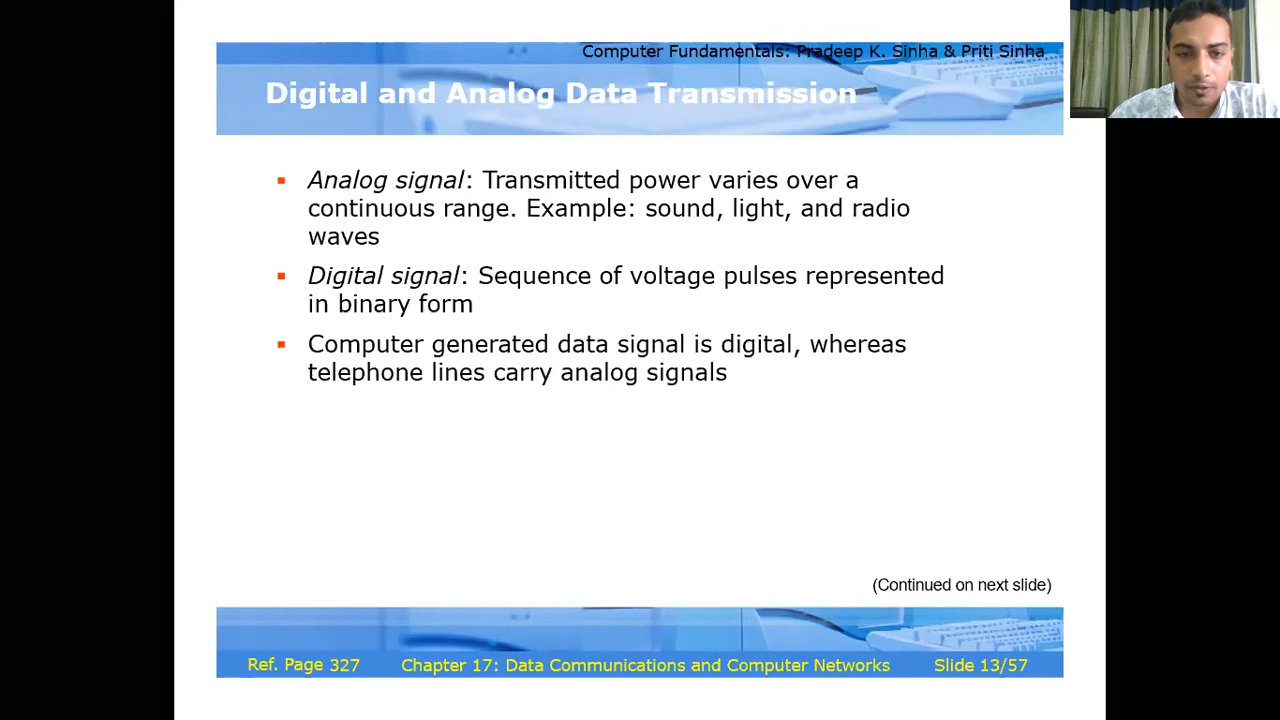 Computer Fundamentals: Pradeep K. Sinha & Priti Sinha
Digital and Analog Data Transmission
▪ Analog signal: Transmitted power varies over a
continuous range. Example: sound, light, and radio
waves
▪ Digital signal: Sequence of voltage pulses represented
in binary form
▪ Computer generated data signal is digital, whereas
telephone lines carry analog signals
(Continued on next slide)
Ref. Page 327 Chapter 17: Data Communications and Computer Networks Slide 13/57